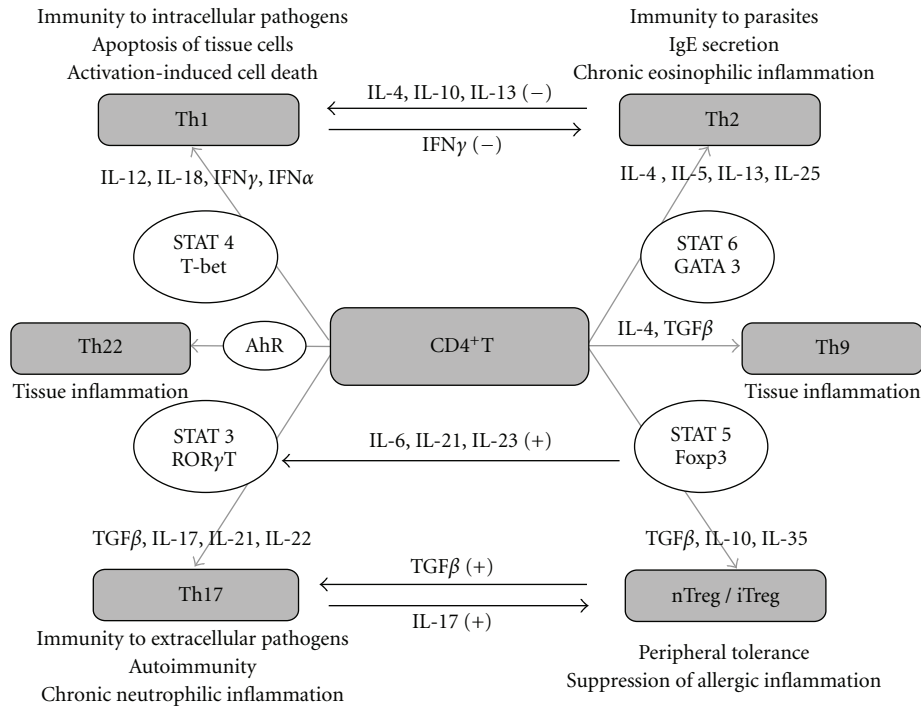 Immunity to intracellular pathogens
Apoptosis of tissue cells
Activation-induced cell death
Immunity to parasites
IgE secretion
Chronic eosinophilic inflammation
Th1
IL-4, IL-10, IL-13 (−)
IFNγ (−)
Th2
IL-12, IL-18, IFNγ, IFNα
IL-4 , IL-5, IL-13, IL-25
STAT 4
T-bet
STAT 6
GATA 3
Th22
Tissue inflammation
AhR
CD4⁺T
IL-4, TGFβ
Th9
Tissue inflammation
STAT 3
RORγT
IL-6, IL-21, IL-23 (+)
STAT 5
Foxp3
TGFβ, IL-17, IL-21, IL-22
TGFβ, IL-10, IL-35
Th17
TGFβ (+)
IL-17 (+)
nTreg / iTreg
Immunity to extracellular pathogens
Autoimmunity
Chronic neutrophilic inflammation
Peripheral tolerance
Suppression of allergic inflammation